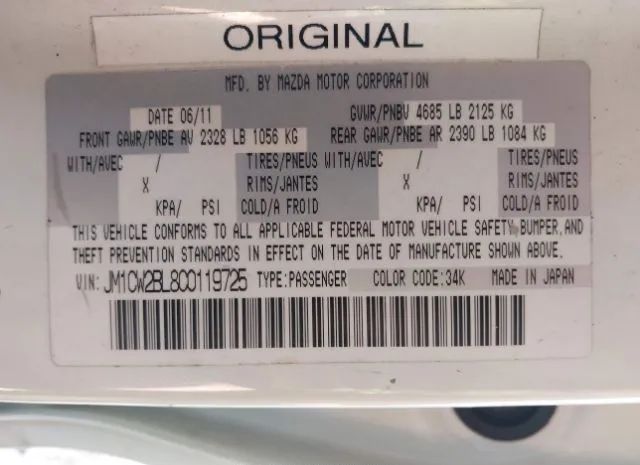 ORIGINAL
MFD. BY MAZDA MOTOR CORPORATION
DATE 06/11 GVWR/PNBV 4685 LB 2125 KG
FRONT GAWR/PNBE AV 2328 LB 1056 KG REAR GAWR/PNBE AR 2390 LB 1084 KG
WITH/AVEC / TIRES/PNEUS WITH/AVEC / TIRES/PNEUS
X RIMS/JANTES X RIMS/JANTES
KPA/ PSI COLD/A FROID KPA/ PSI COLD/A FROID
THIS VEHICLE CONFORMS TO ALL APPLICABLE FEDERAL MOTOR VEHICLE SAFETY, BUMPER, AND
THEFT PREVENTION STANDARDS IN EFFECT ON THE DATE OF MANUFACTURE SHOWN ABOVE.
VIN: JM1CW2BL8C0119725 TYPE:PASSENGER COLOR CODE:34K MADE IN JAPAN